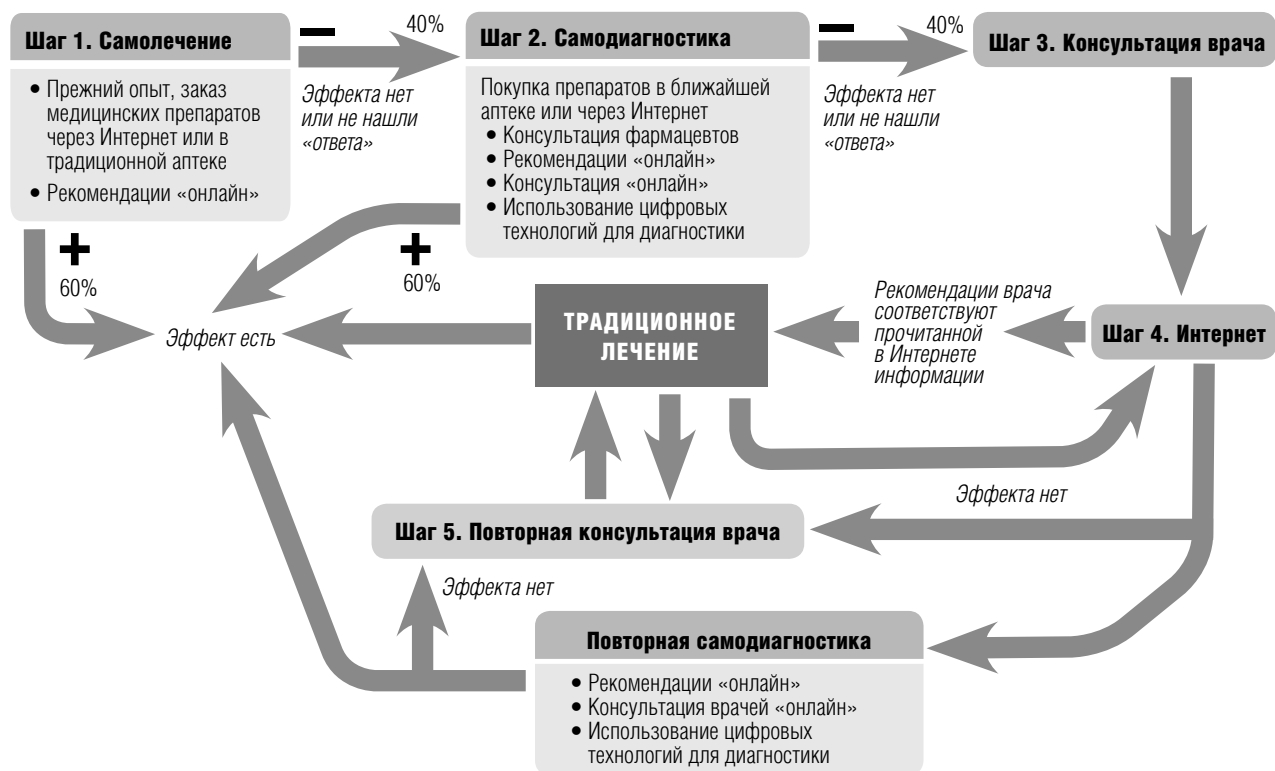 Шаг 1. Самолечение
• Прежний опыт, заказ
медицинских препаратов
через Интернет или в
традиционной аптеке
• Рекомендации «онлайн»
− 40%
Эффекта нет
или не нашли
«ответа»
Шаг 2. Самодиагностика
Покупка препаратов в ближайшей
аптеке или через Интернет
• Консультация фармацевтов
• Рекомендации «онлайн»
• Консультация «онлайн»
• Использование цифровых
технологий для диагностики
− 40%
Эффекта нет
или не нашли
«ответа»
Шаг 3. Консультация врача
+
60%
+
60%
Эффект есть
ТРАДИЦИОННОЕ
ЛЕЧЕНИЕ
Рекомендации врача
соответствуют
прочитанной
в Интернете
информации
Шаг 4. Интернет
Эффекта нет
Шаг 5. Повторная консультация врача
Эффекта нет
Повторная самодиагностика
• Рекомендации «онлайн»
• Консультация врачей «онлайн»
• Использование цифровых
технологий для диагностики